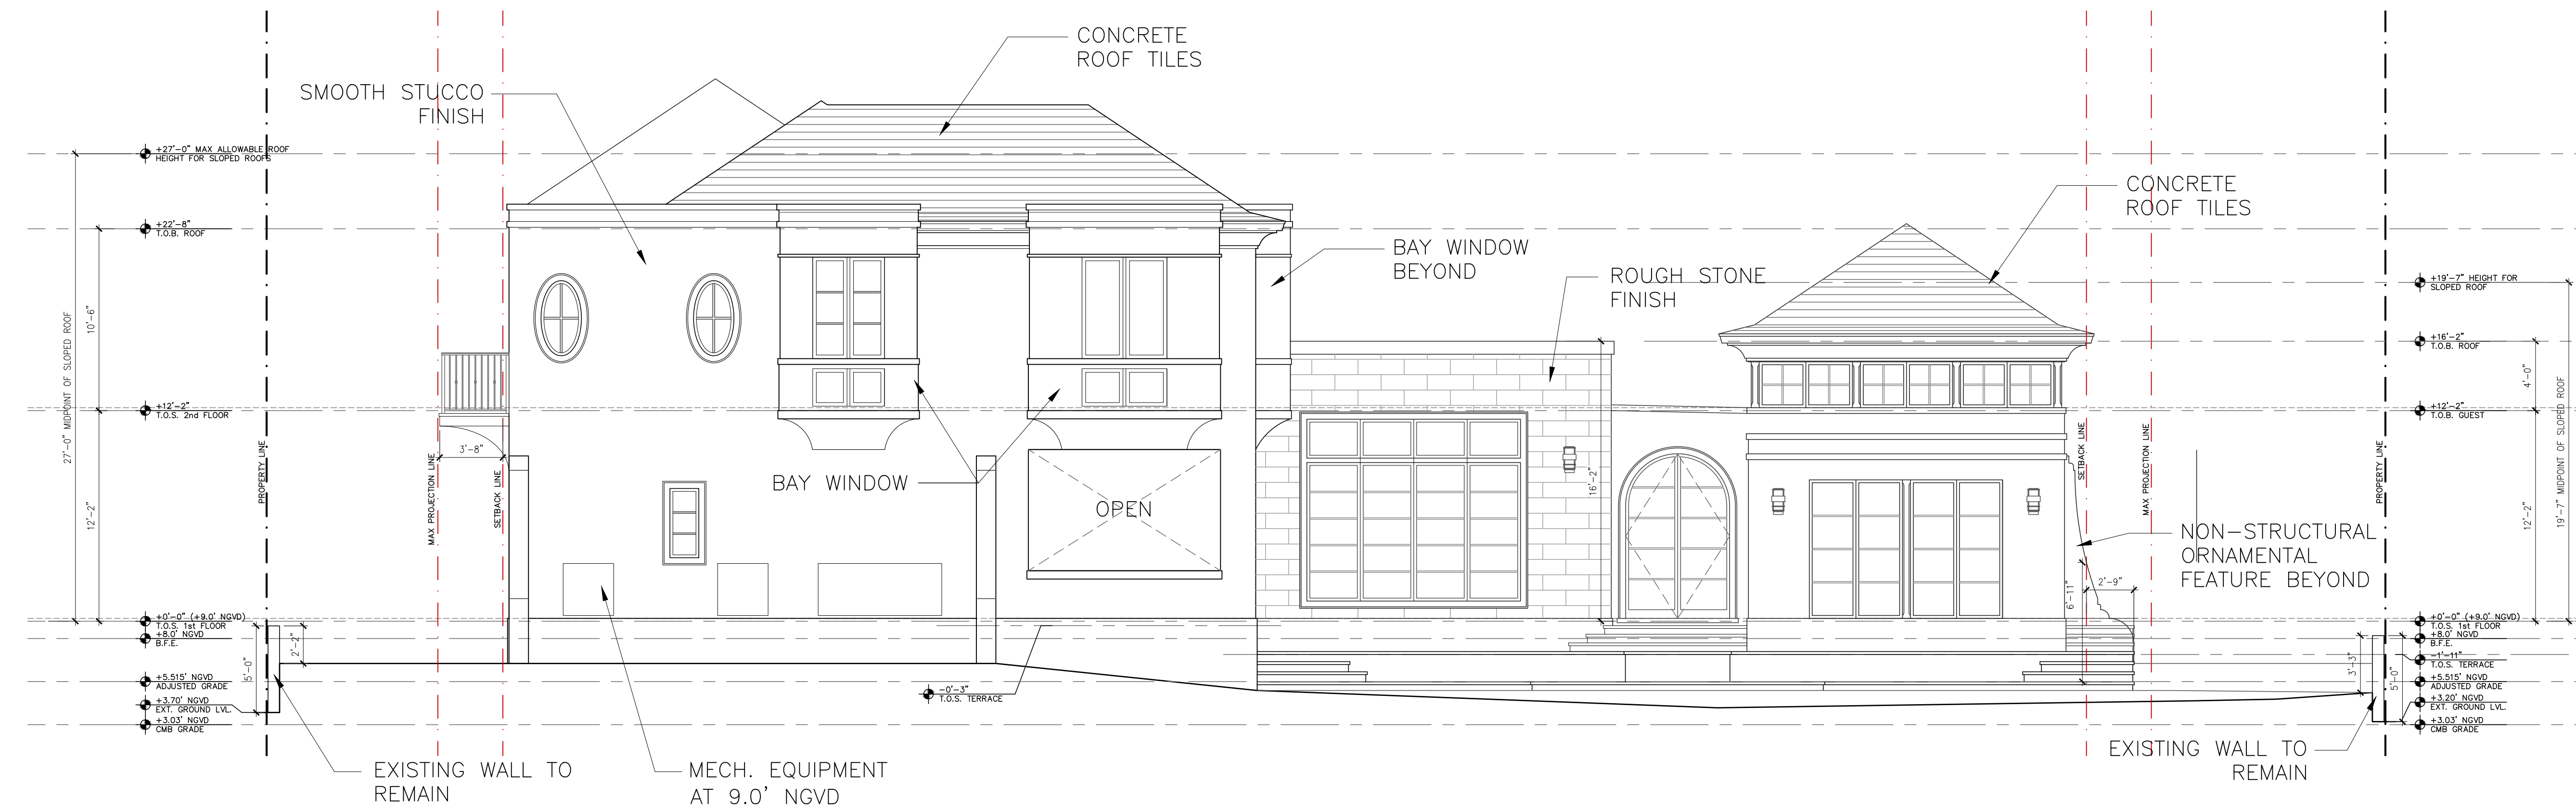 CONCRETE
ROOF TILES
SMOOTH STUCCO
FINISH
+27'-0" MAX ALLOWABLE ROOF
HEIGHT FOR SLOPED ROOFS
+22'-8"
T.O.B. ROOF
10'-6"
27'-0" MIDPOINT OF SLOPED ROOF
+12'-2"
T.O.S. 2nd FLOOR
12'-2"
3'-8"
PROPERTY LINE
MAX PROJECTION LINE
SETBACK LINE
+0'-0" (+9.0' NGVD)
T.O.S. 1st FLOOR
+8.0' NGVD
B.F.E.
5'-0"
2'-2"
+5.515' NGVD
ADJUSTED GRADE
+3.70' NGVD
EXT. GROUND LVL.
+3.03' NGVD
CMB GRADE
EXISTING WALL TO
REMAIN
MECH. EQUIPMENT
AT 9.0' NGVD
BAY WINDOW
OPEN
-0'-3"
T.O.S. TERRACE
BAY WINDOW
BEYOND
ROUGH STONE
FINISH
16'-2"
CONCRETE
ROOF TILES
+19'-7" HEIGHT FOR
SLOPED ROOF
+16'-2"
T.O.B. ROOF
4'-0"
+12'-2"
T.O.B. GUEST
12'-2"
19'-7" MIDPOINT OF SLOPED ROOF
SETBACK LINE
MAX PROJECTION LINE
PROPERTY LINE
NON-STRUCTURAL
ORNAMENTAL
FEATURE BEYOND
6'-11"
2'-9"
+0'-0" (+9.0' NGVD)
T.O.S. 1st FLOOR
+8.0' NGVD
B.F.E.
-1'-11"
T.O.S. TERRACE
3'-3"
5'-0"
+5.515' NGVD
ADJUSTED GRADE
+3.20' NGVD
EXT. GROUND LVL.
+3.03' NGVD
CMB GRADE
EXISTING WALL TO
REMAIN